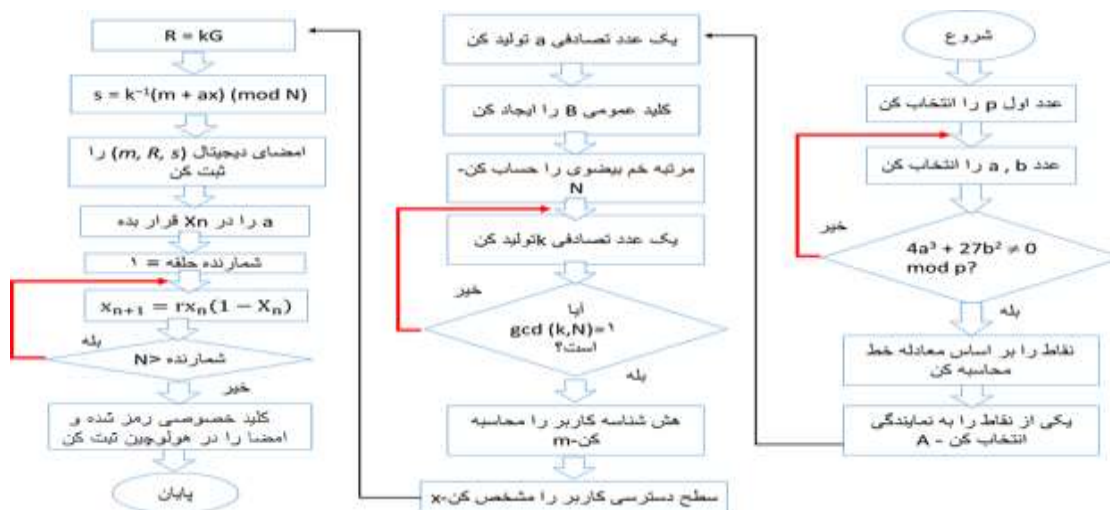 شروع
عدد اول p را انتخاب کن
عدد a , b را انتخاب کن
خیر
4a³ + 27b² ≠ 0
mod p?
بله
نقاط را بر اساس معادله خط
محاسبه کن
یکی از نقاط را به نمایندگی
انتخاب کن - A
یک عدد تصادفی a تولید کن
کلید عمومی B را ایجاد کن
مرتبه خم بیضوی را حساب کن-
N
یک عدد تصادفی k تولید کن
خیر
آیا
gcd (k,N)=۱
است؟
بله
هش شناسه کاربر را محاسبه
کن-m
سطح دسترسی کاربر را مشخص کن-x
R = kG
s = k⁻¹(m + ax) (mod N)
امضای دیجیتال (m, R, s) را
ثبت کن
a را در Xn قرار بده
شمارنده حلقه = ۱
xₙ₊₁ = rxₙ(1 − Xₙ)
بله
شمارنده >N
خیر
کلید خصوصی رمز شده و
امضا را در هولوچین ثبت کن
پایان